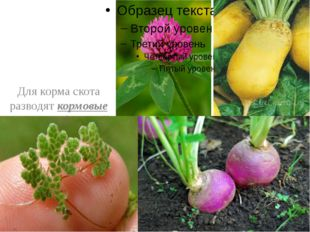 • Образец текста
– Второй уровень
– Третий уровень
• Четвертый уровень
– Пятый уровень
Для корма скота
разводят кормовые